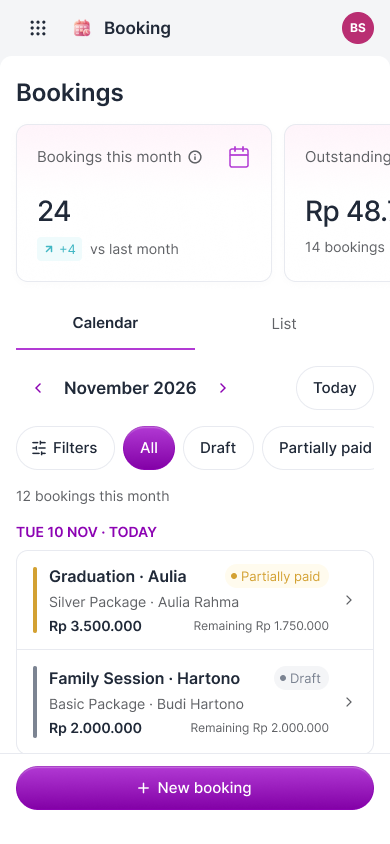 Booking
BS
Bookings
Bookings this month
Outstanding
24
Rp 48.
+4 vs last month
14 bookings
Calendar
List
November 2026
Today
Filters
All
Draft
Partially paid
12 bookings this month
TUE 10 NOV · TODAY
Graduation · Aulia
Partially paid
Silver Package · Aulia Rahma
Rp 3.500.000
Remaining Rp 1.750.000
Family Session · Hartono
Draft
Basic Package · Budi Hartono
Rp 2.000.000
Remaining Rp 2.000.000
+ New booking